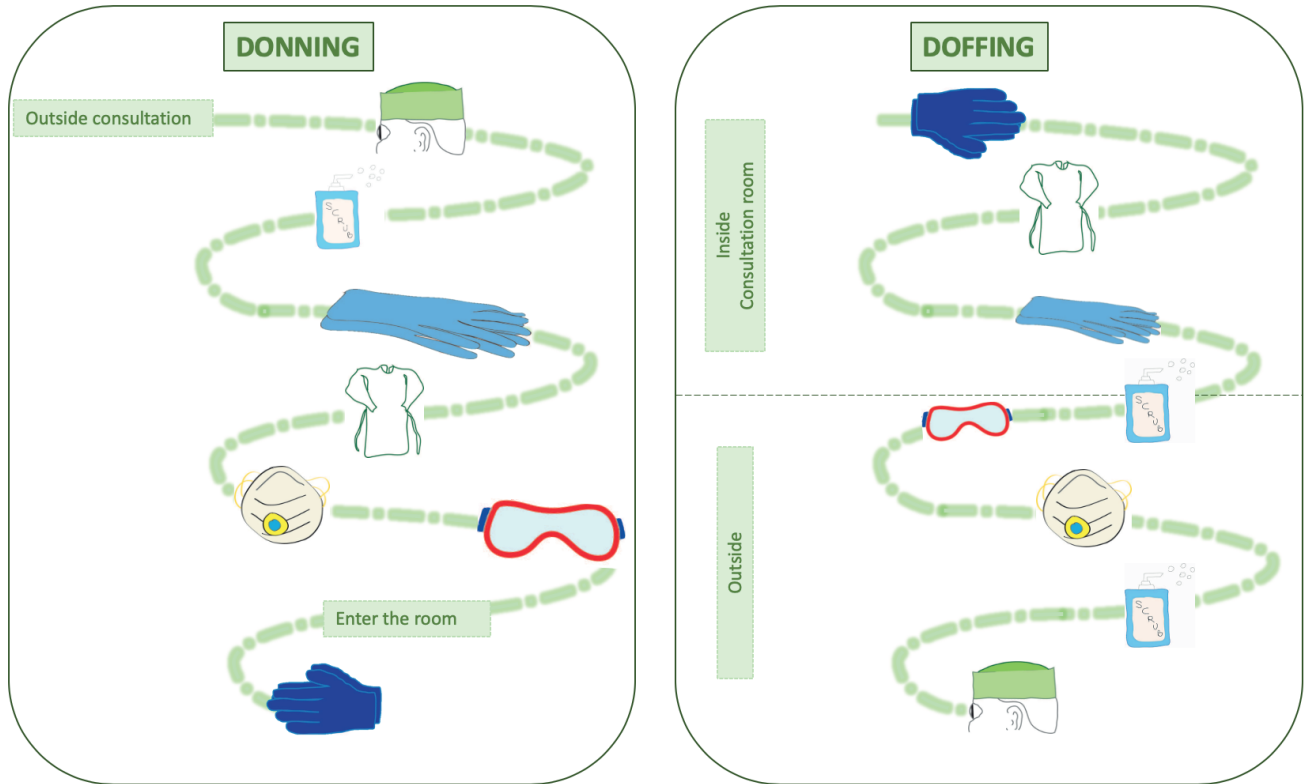 DONNING
Outside consultation
SCRUB
Enter the room
DOFFING
Inside
Consultation room
SCRUB
Outside
SCRUB